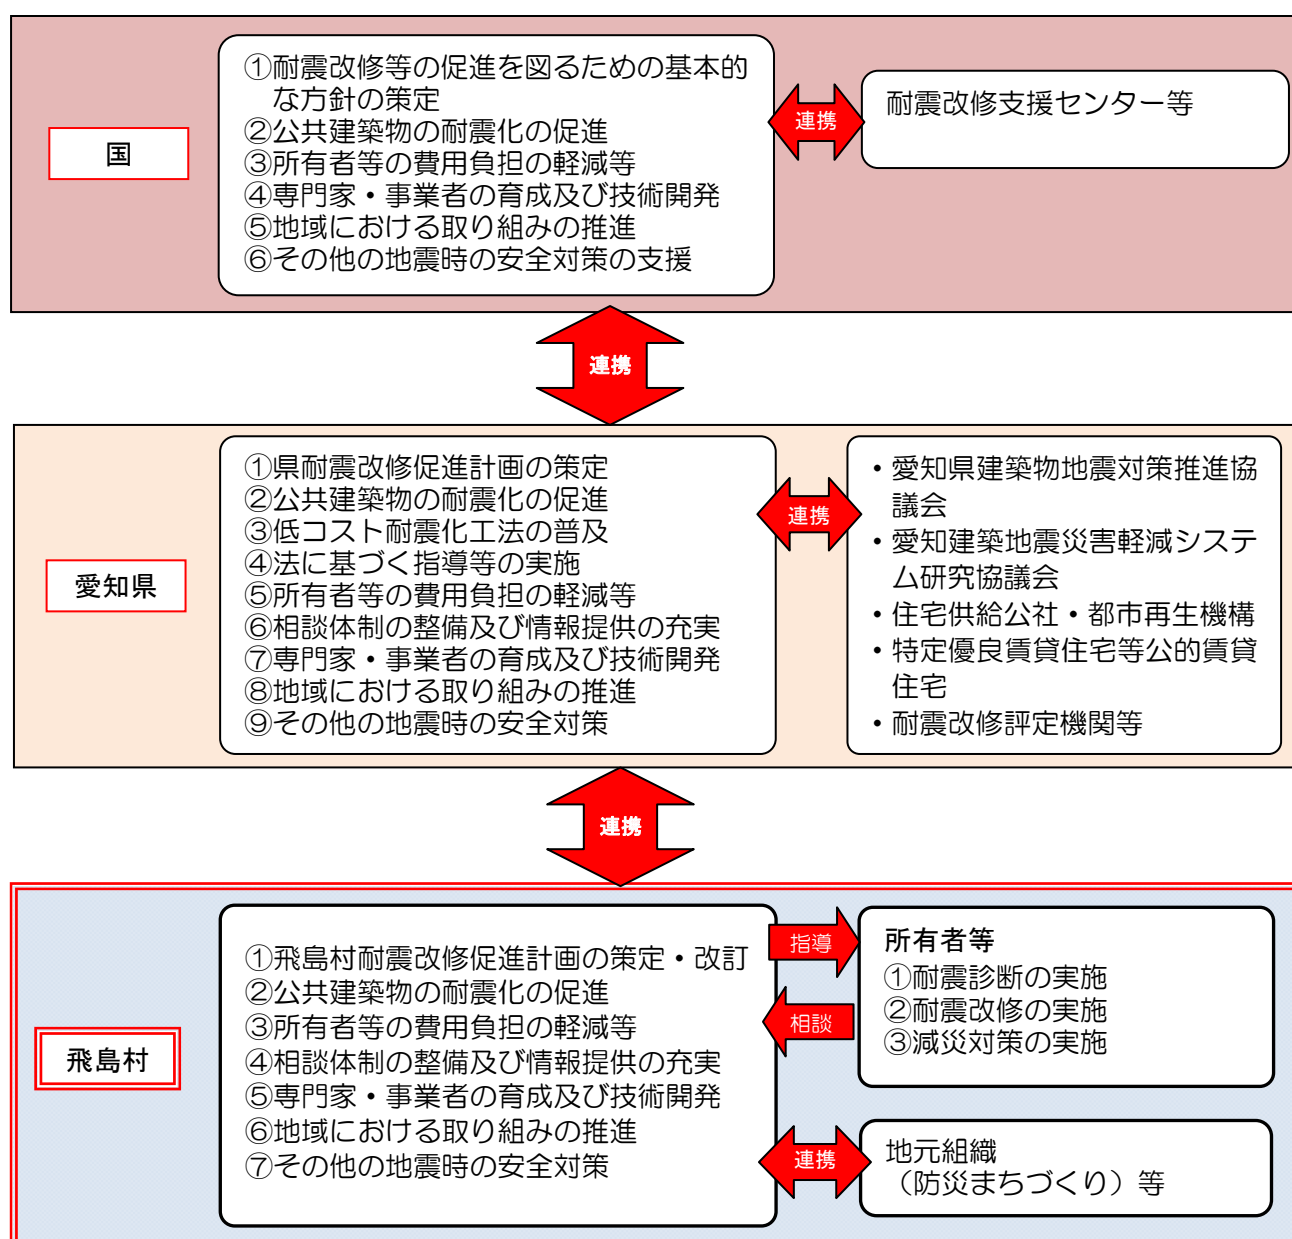 国
①耐震改修等の促進を図るための基本的
な方針の策定
②公共建築物の耐震化の促進
③所有者等の費用負担の軽減等
④専門家・事業者の育成及び技術開発
⑤地域における取り組みの推進
⑥その他の地震時の安全対策の支援
連携
耐震改修支援センター等
連携
愛知県
①県耐震改修促進計画の策定
②公共建築物の耐震化の促進
③低コスト耐震化工法の普及
④法に基づく指導等の実施
⑤所有者等の費用負担の軽減等
⑥相談体制の整備及び情報提供の充実
⑦専門家・事業者の育成及び技術開発
⑧地域における取り組みの推進
⑨その他の地震時の安全対策
連携
・愛知県建築物地震対策推進協
議会
・愛知建築地震災害軽減システ
ム研究協議会
・住宅供給公社・都市再生機構
・特定優良賃貸住宅等公的賃貸
住宅
・耐震改修評定機関等
連携
飛島村
①飛島村耐震改修促進計画の策定・改訂
②公共建築物の耐震化の促進
③所有者等の費用負担の軽減等
④相談体制の整備及び情報提供の充実
⑤専門家・事業者の育成及び技術開発
⑥地域における取り組みの推進
⑦その他の地震時の安全対策
指導
相談
所有者等
①耐震診断の実施
②耐震改修の実施
③減災対策の実施
連携
地元組織
（防災まちづくり）等